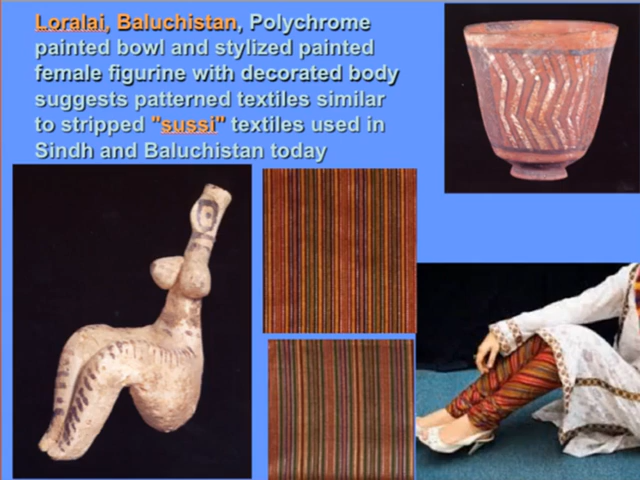 Loralai, Baluchistan, Polychrome
painted bowl and stylized painted
female figurine with decorated body
suggests patterned textiles similar
to stripped "sussi" textiles used in
Sindh and Baluchistan today